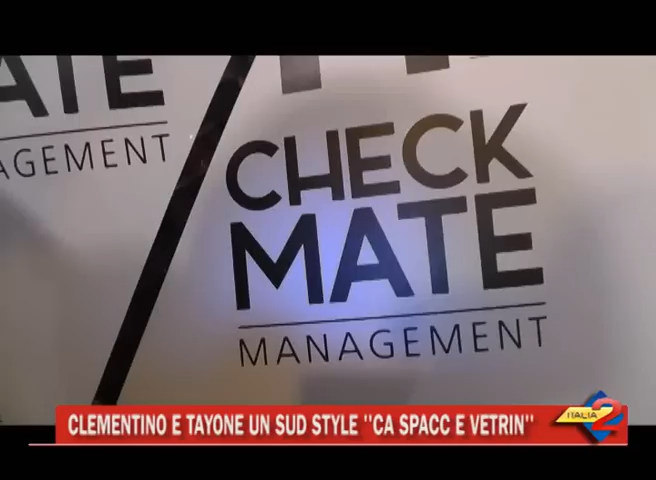 ATE
AGEMENT
CHECK
MATE
MANAGEMENT
CLEMENTINO E TAYONE UN SUD STYLE "CA SPACC E VETRIN"
ITALIA 2